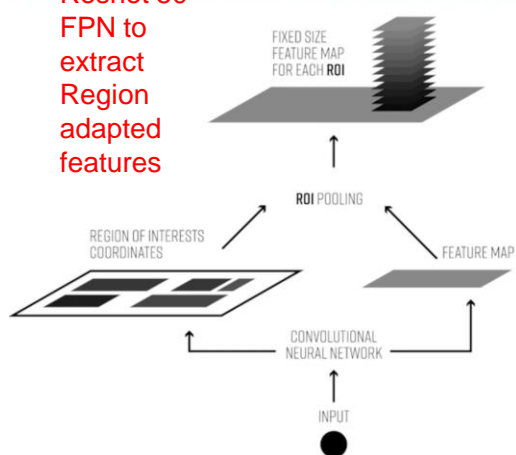 FPN to
extract
Region
adapted
features
FIXED SIZE
FEATURE MAP
FOR EACH ROI
ROI POOLING
REGION OF INTERESTS
COORDINATES
FEATURE MAP
CONVOLUTIONAL
NEURAL NETWORK
INPUT